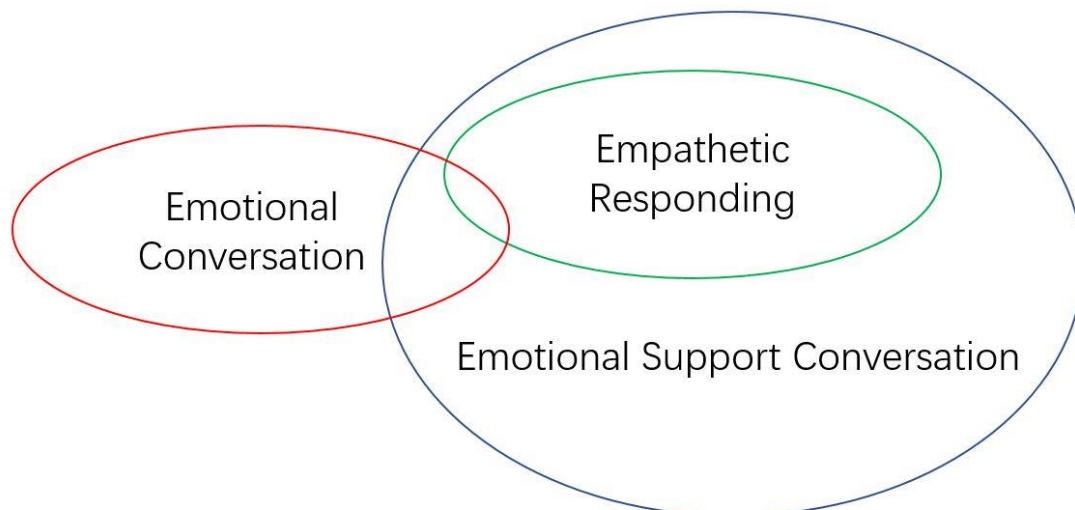 Empathetic
Responding
Emotional
Conversation
Emotional Support Conversation